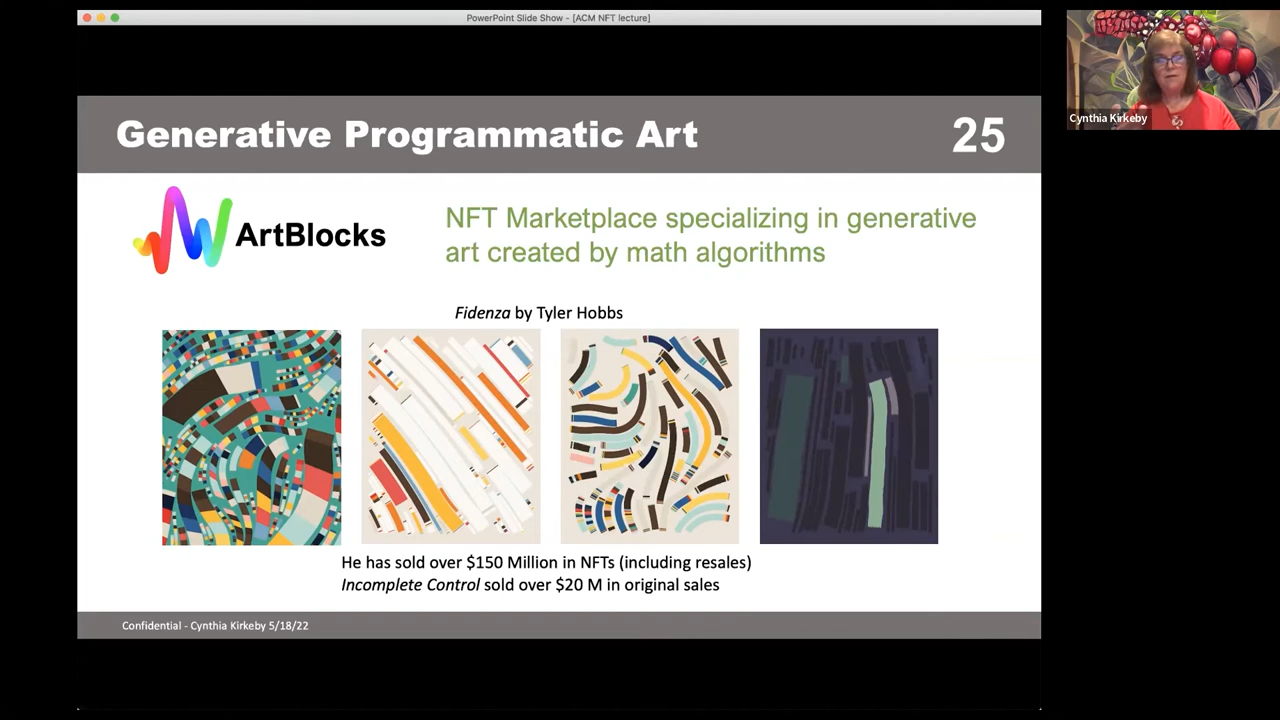 PowerPoint Slide Show - [ACM NFT lecture]
Generative Programmatic Art
25
ArtBlocks
NFT Marketplace specializing in generative
art created by math algorithms
Fidenza by Tyler Hobbs
He has sold over $150 Million in NFTs (including resales)
Incomplete Control sold over $20 M in original sales
Confidential - Cynthia Kirkeby 5/18/22
Cynthia Kirkeby